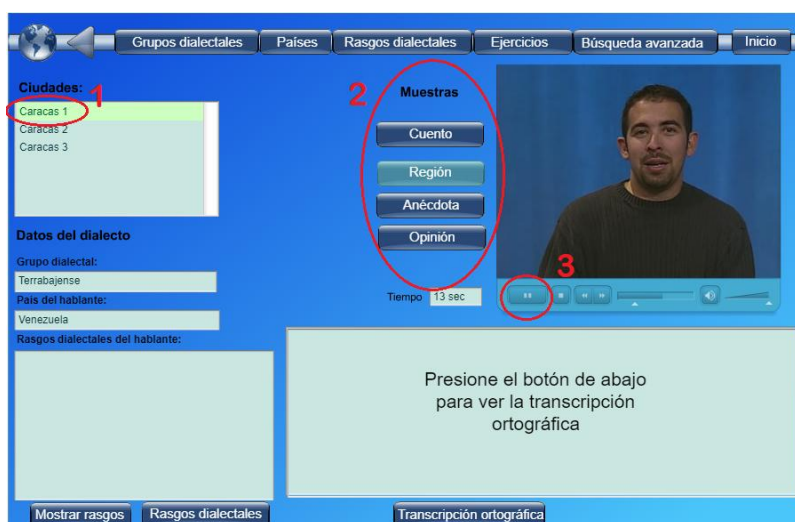 Grupos dialectales
Países
Rasgos dialectales
Ejercicios
Búsqueda avanzada
Inicio
Ciudades:
1
Caracas 1
Caracas 2
Caracas 3
2
Muestras
Cuento
Región
Anécdota
Opinión
Tiempo 13 sec
3
Datos del dialecto
Grupo dialectal:
Terrabajense
País del hablante:
Venezuela
Rasgos dialectales del hablante:
Presione el botón de abajo
para ver la transcripción
ortográfica
Mostrar rasgos
Rasgos dialectales
Transcripción ortográfica